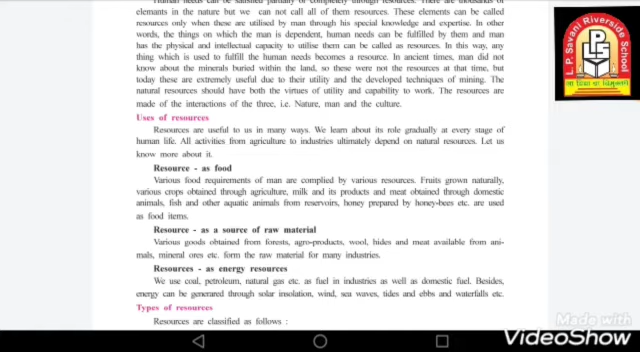 Human needs can be satisfied partially or completely through resources. There are thousands of
elamants in the nature but we can not call all of them resources. These elements can be called
resources only when these are utilised by man through his special knowledge and expertise. In other
words, the things on which the man is dependent, human needs can be fulfilled by them and man
has the physical and intellectual capacity to utilise them can be called as resources. In this way, any
thing which is used to fulfill the human needs becomes a resource. In ancient times, man did not
know about the minerals buried within the land, so these were not the resources at that time, but
today these are extremely useful due to their utility and the developed techniques of mining. The
natural resources should have both the virtues of utility and capability to work. The resources are
made of the interactions of the three, i.e. Nature, man and the culture.
Uses of resources
Resources are useful to us in many ways. We learn about its role gradually at every stage of
human life. All activities from agriculture to industries ultimately depend on natural resources. Let us
know more about it.
Resource - as food
Various food requirements of man are complied by various resources. Fruits grown naturally,
various crops obtained through agriculture, milk and its products and meat obtained through domestic
animals, fish and other aquatic animals from reservoirs, honey prepared by honey-bees etc. are used
as food items.
Resource - as a source of raw material
Various goods obtained from forests, agro-products, wool, hides and meat available from ani-
mals, mineral ores etc. form the raw material for many industries.
Resources - as energy resources
We use coal, petroleum, natural gas etc. as fuel in industries as well as domestic fuel. Besides,
energy can be generared through solar insolation, wind, sea waves, tides and ebbs and waterfalls etc.
Types of resources
Resources are classified as follows :
L. P. Savani Riverside School
LPS
सा विद्या या विमुक्तये
Made with
VideoShow